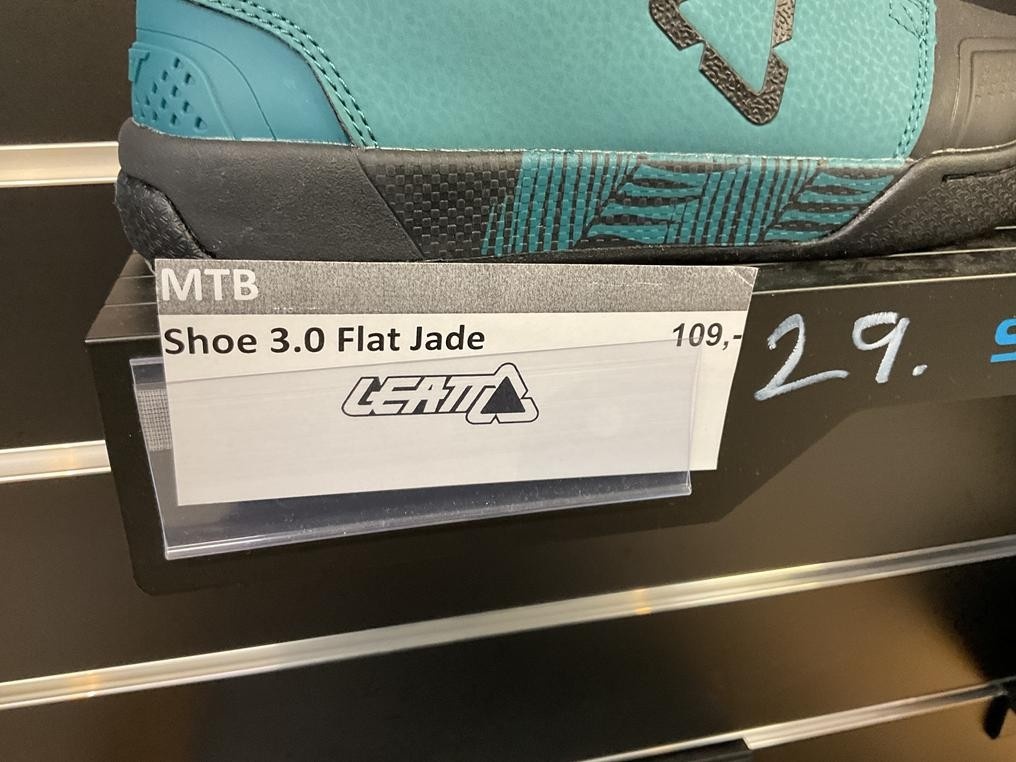 MTB
Shoe 3.0 Flat Jade 109,-
29.
LEATT